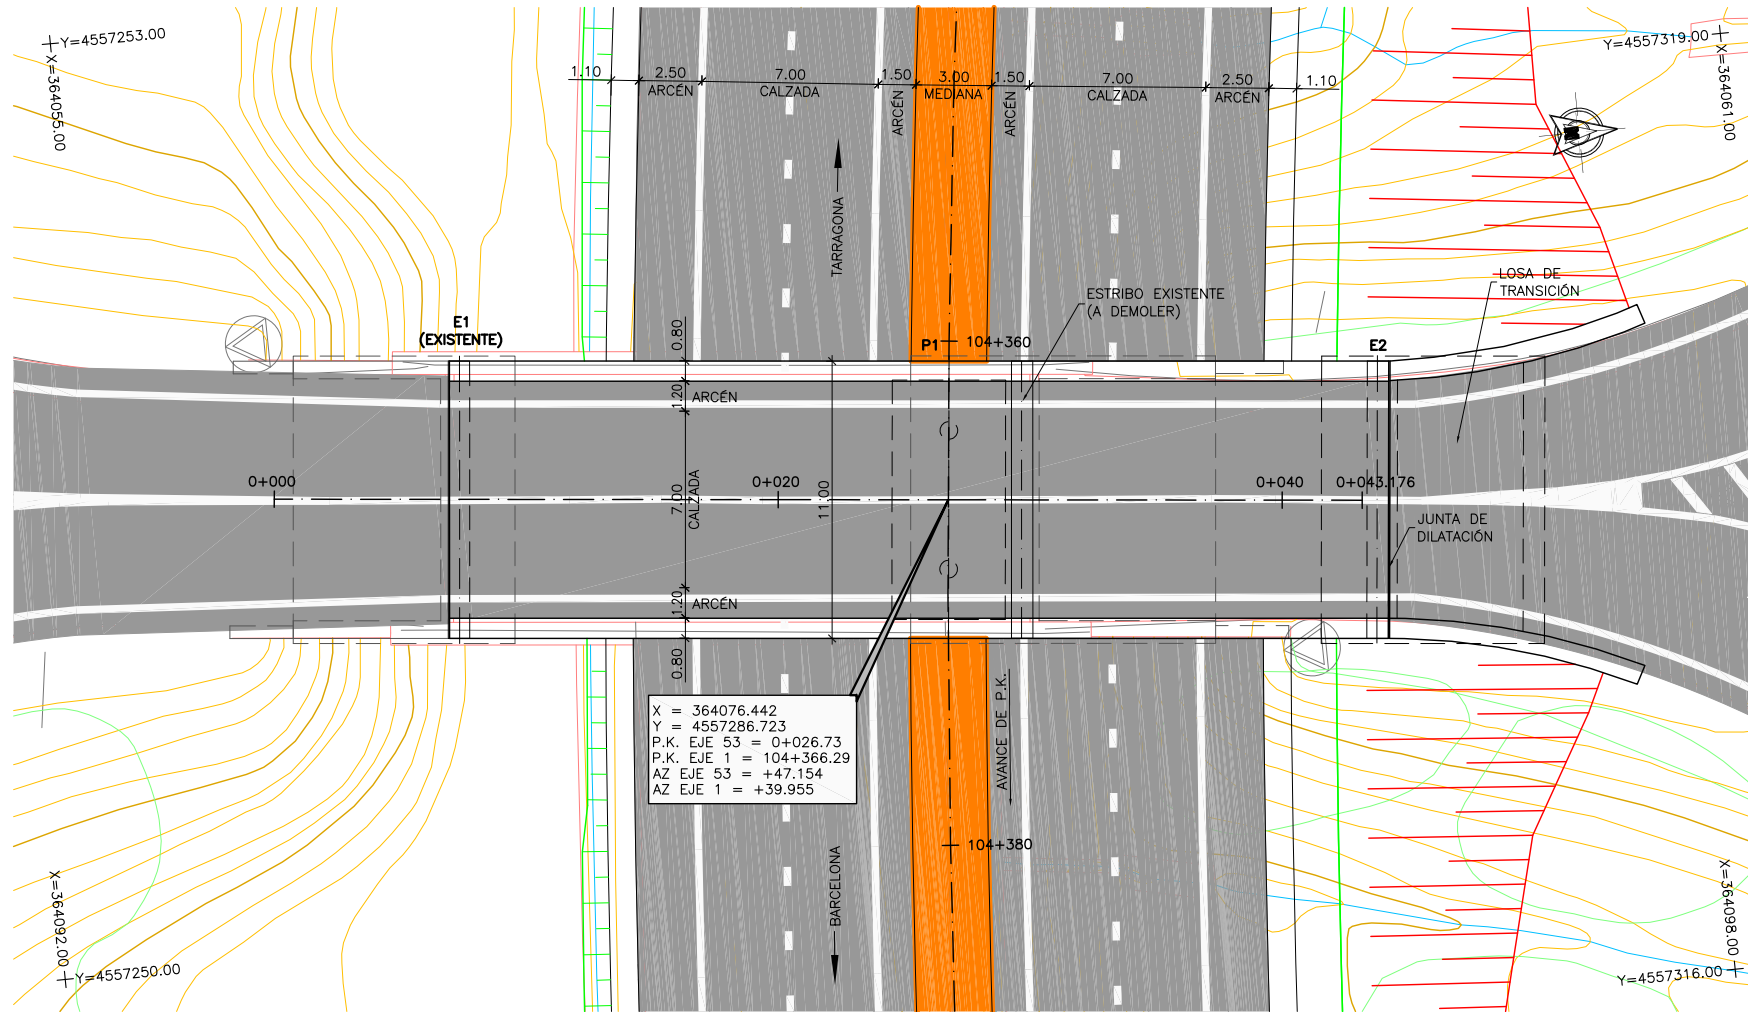 Y=4557253.00
X=364055.00
Y=4557319.00
X=364061.00
1.10
2.50
ARCÉN
7.00
CALZADA
1.50
ARCÉN
3.00
MEDIANA
1.50
ARCÉN
7.00
CALZADA
2.50
ARCÉN
1.10
TARRAGONA
LOSA DE
TRANSICIÓN
ESTRIBO EXISTENTE
(A DEMOLER)
E1
(EXISTENTE)
0.80
P1
104+360
E2
1.20
ARCÉN
0+000
0+020
0+040
0+043.176
7.00
CALZADA
11.00
JUNTA DE
DILATACIÓN
1.20
ARCÉN
0.80
X = 364076.442
Y = 4557286.723
P.K. EJE 53 = 0+026.73
P.K. EJE 1 = 104+366.29
AZ EJE 53 = +47.154
AZ EJE 1 = +39.955
AVANCE DE P.K.
104+380
BARCELONA
X=364092.00
Y=4557250.00
X=364098.00
Y=4557316.00